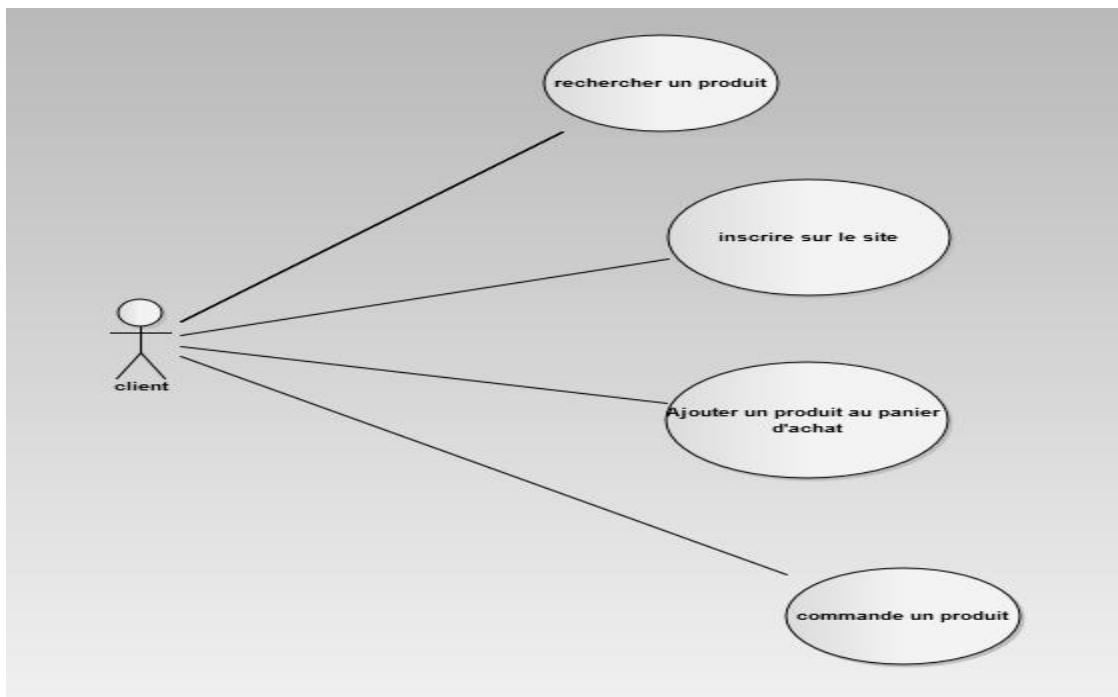 rechercher un produit
inscrire sur le site
client
Ajouter un produit au panier
d'achat
commande un produit